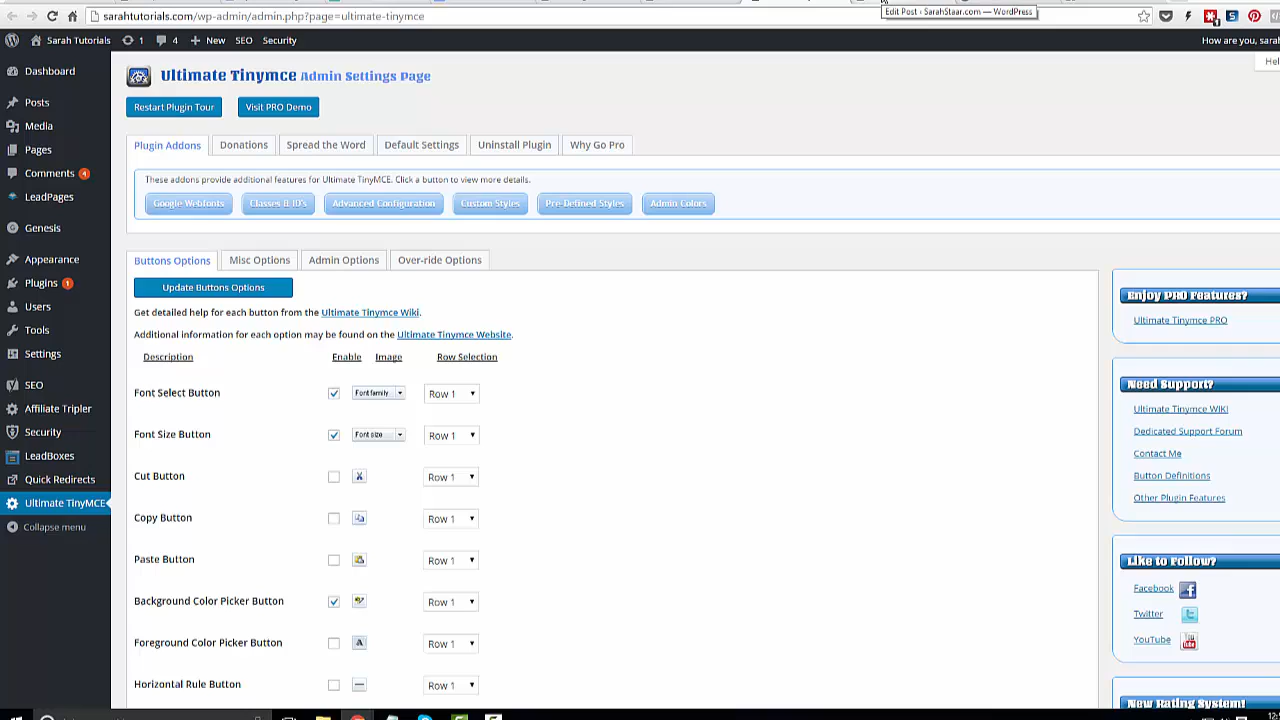 sarahtutorials.com/wp-admin/admin.php?page=ultimate-tinymce
Edit Post ‹ SarahStaar.com — WordPress
Sarah Tutorials 1 4 + New SEO Security
How are you, sarah
Hel
Dashboard
Posts
Media
Pages
Comments 4
LeadPages
Genesis
Appearance
Plugins 1
Users
Tools
Settings
SEO
Affiliate Tripler
Security
LeadBoxes
Quick Redirects
Ultimate TinyMCE
Collapse menu
Ultimate Tinymce Admin Settings Page
Restart Plugin Tour Visit PRO Demo
Plugin Addons Donations Spread the Word Default Settings Uninstall Plugin Why Go Pro
These addons provide additional features for Ultimate TinyMCE. Click a button to view more details.
Google Webfonts Classes & ID's Advanced Configuration Custom Styles Pre-Defined Styles Admin Colors
Buttons Options Misc Options Admin Options Over-ride Options
Update Buttons Options
Get detailed help for each button from the Ultimate Tinymce Wiki.
Additional information for each option may be found on the Ultimate Tinymce Website.
Description Enable Image Row Selection
Font Select Button Font family Row 1
Font Size Button Font size Row 1
Cut Button Row 1
Copy Button Row 1
Paste Button Row 1
Background Color Picker Button Row 1
Foreground Color Picker Button A Row 1
Horizontal Rule Button Row 1
Enjoy PRO Features?
Ultimate Tinymce PRO
Need Support?
Ultimate Tinymce WIKI
Dedicated Support Forum
Contact Me
Button Definitions
Other Plugin Features
Like to Follow?
Facebook
Twitter
YouTube
New Rating System!